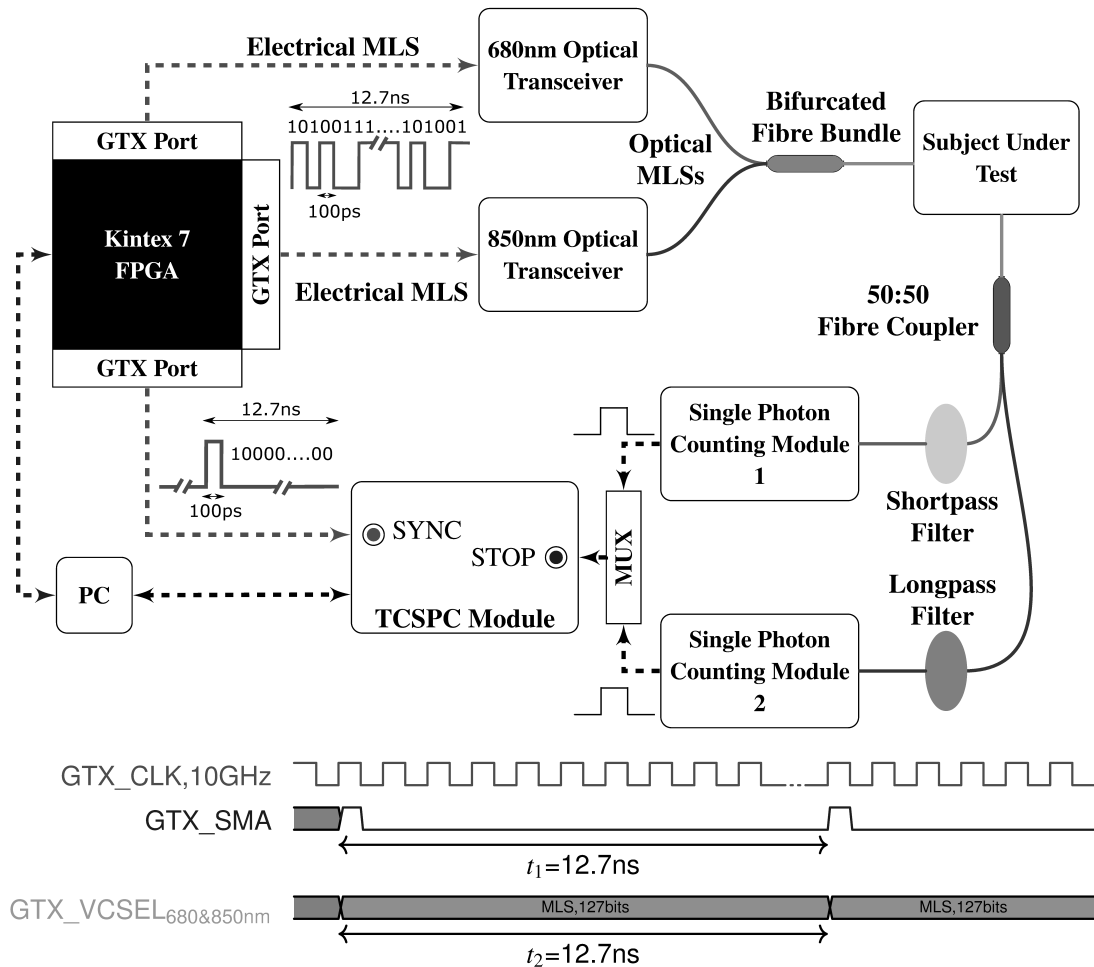 Electrical MLS
680nm Optical
Transceiver
12.7ns
10100111....101001
100ps
GTX Port
Kintex 7
FPGA
GTX Port
GTX Port
Electrical MLS
850nm Optical
Transceiver
Optical
MLSs
Bifurcated
Fibre Bundle
Subject Under
Test
50:50
Fibre Coupler
12.7ns
10000....00
100ps
Single Photon
Counting Module
1
Shortpass
Filter
SYNC
STOP
TCSPC Module
MUX
PC
Longpass
Filter
Single Photon
Counting Module
2
GTX_CLK,10GHz
GTX_SMA
t₁=12.7ns
GTX_VCSEL680&850nm
MLS,127bits
MLS,127bits
t₂=12.7ns